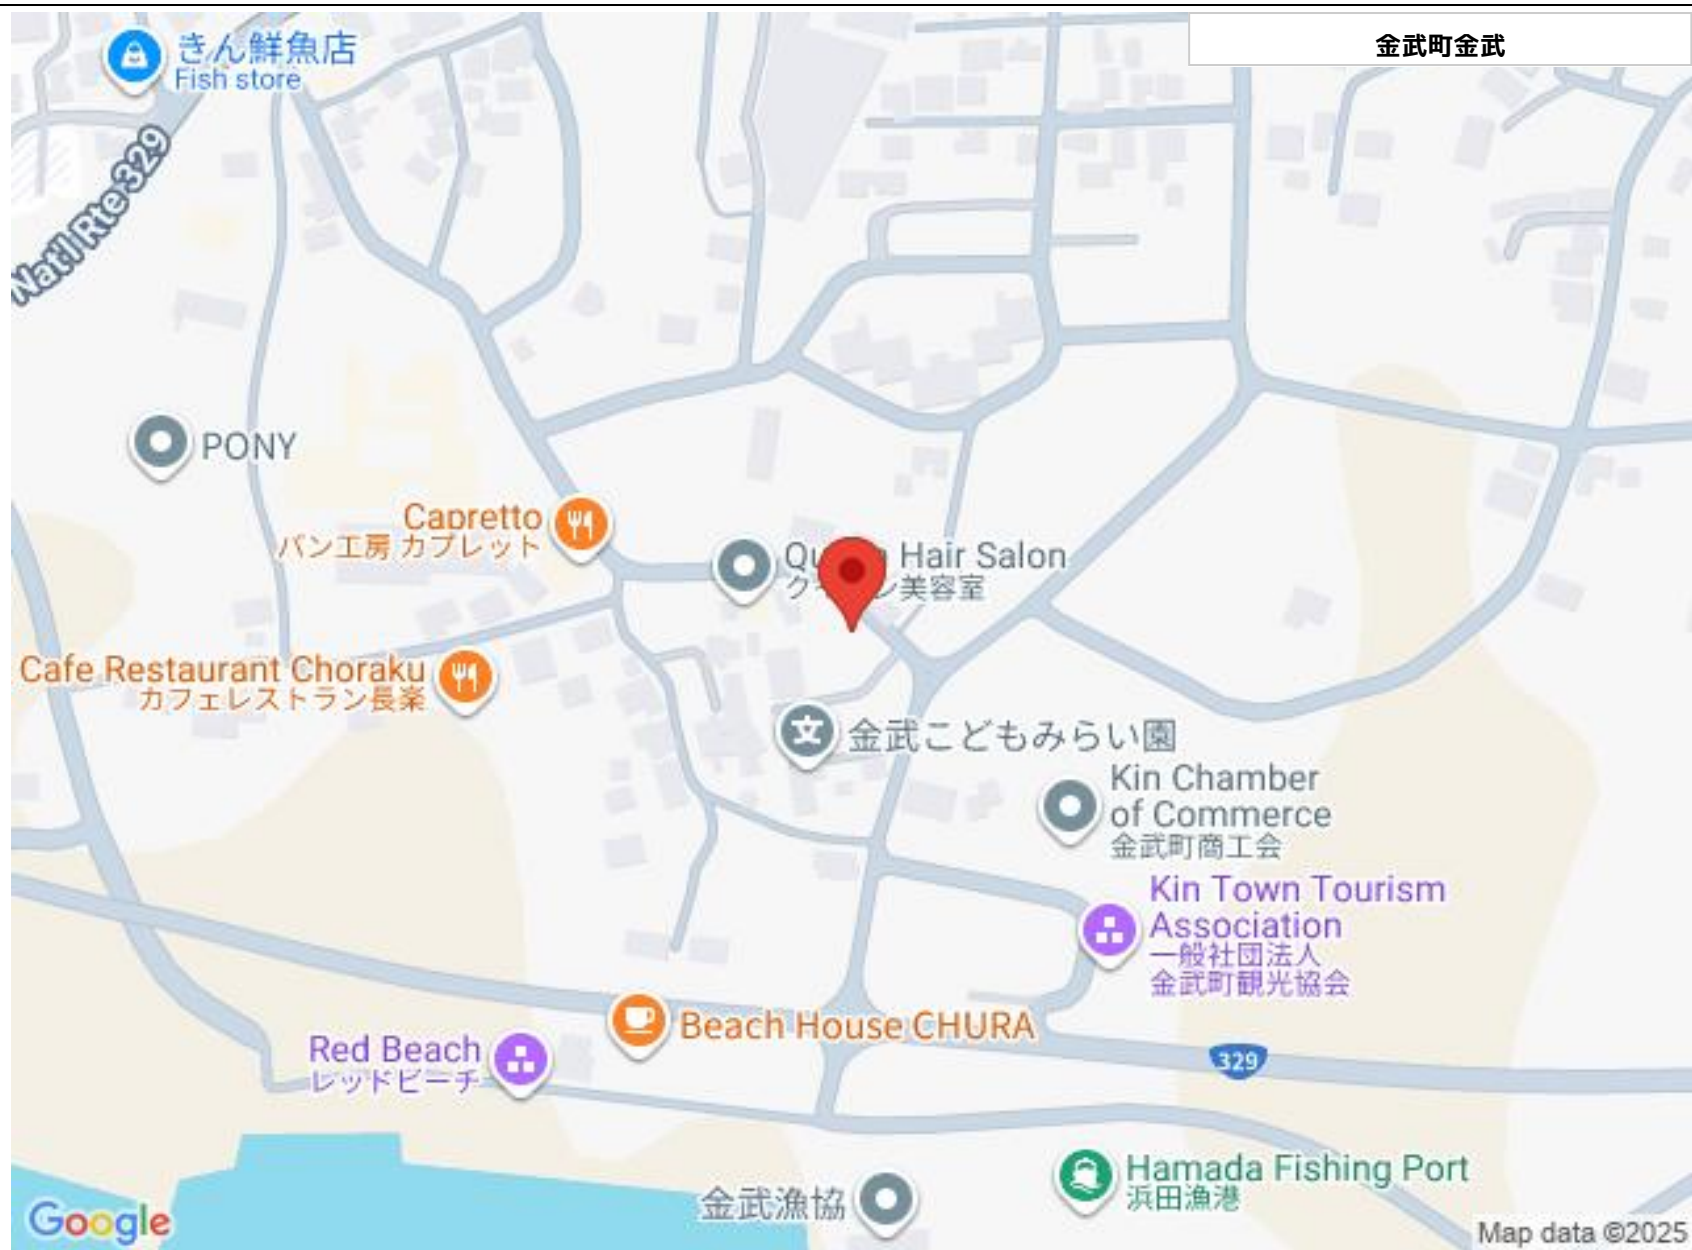 金武町金武
きん鮮魚店
Fish store
Nat'l Rte 329
PONY
Capretto
パン工房 カプレット
Hair Salon
美容室
Cafe Restaurant Choraku
カフェレストラン長楽
金武こどもみらい園
Kin Chamber
of Commerce
金武町商工会
Kin Town Tourism
Association
一般社団法人
金武町観光協会
Beach House CHURA
Red Beach
レッドビーチ
329
Hamada Fishing Port
浜田漁港
金武漁協
Google
Map data ©2025